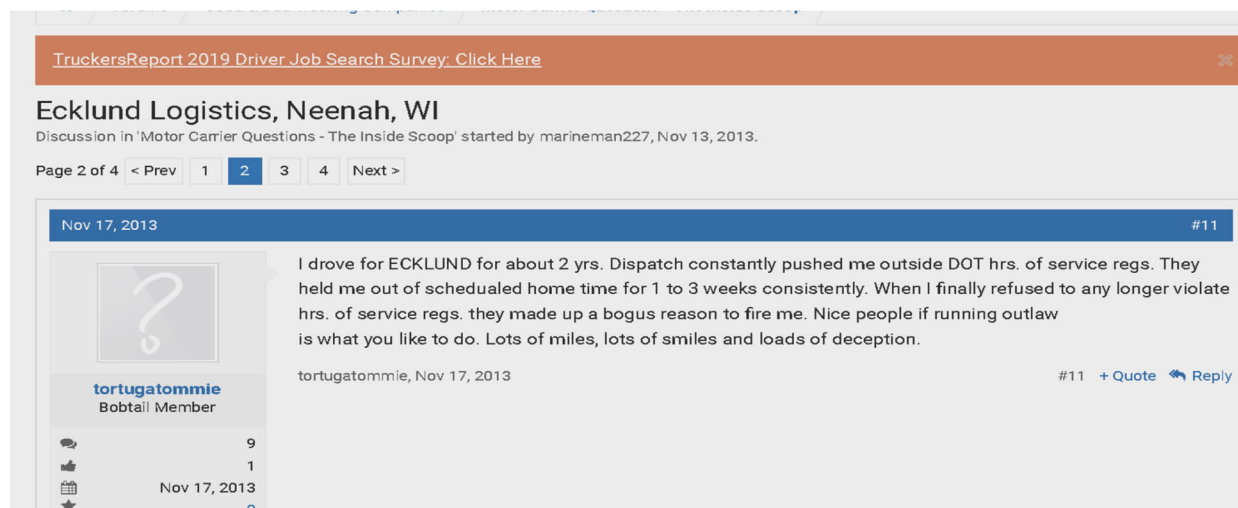 TruckersReport 2019 Driver Job Search Survey: Click Here
Ecklund Logistics, Neenah, WI
Discussion in 'Motor Carrier Questions - The Inside Scoop' started by marineman227, Nov 13, 2013.
Page 2 of 4 < Prev 1 2 3 4 Next >
Nov 17, 2013 #11
I drove for ECKLUND for about 2 yrs. Dispatch constantly pushed me outside DOT hrs. of service regs. They
held me out of schedualed home time for 1 to 3 weeks consistently. When I finally refused to any longer violate
hrs. of service regs. they made up a bogus reason to fire me. Nice people if running outlaw
is what you like to do. Lots of miles, lots of smiles and loads of deception.
tortugatommie, Nov 17, 2013 #11 + Quote Reply
tortugatommie
Bobtail Member
9
1
Nov 17, 2013